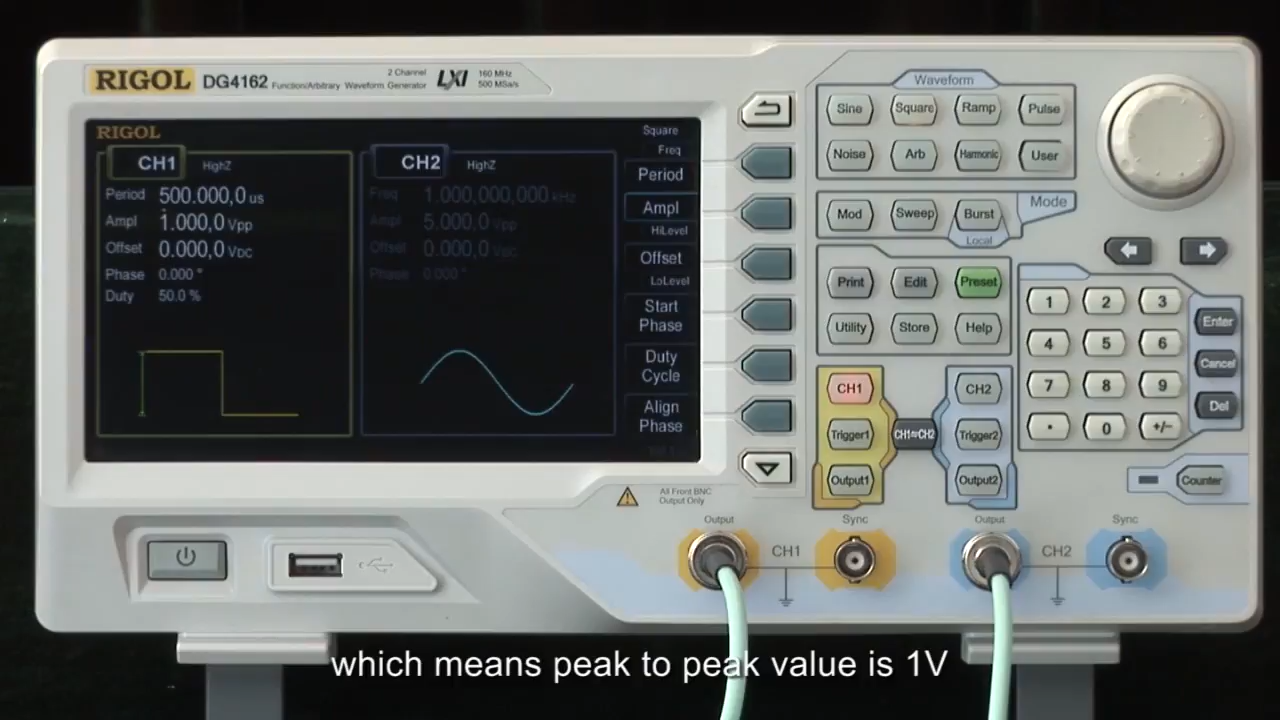 RIGOL DG4162 2 Channel Function/Arbitrary Waveform Generator LXI 160 MHz 500 MSa/s
RIGOL
CH1 HighZ
Period 500.000,0 us
Ampl 1.000,0 Vpp
Offset 0.000,0 VDC
Phase 0.000 °
Duty 50.0 %
CH2 HighZ
Freq 1.000,000,000 kHz
Ampl 5.000,0 Vpp
Offset 0.000,0 VDC
Phase 0.000 °
Square
Freq
Period
Ampl
HiLevel
Offset
LoLevel
Start
Phase
Duty
Cycle
Align
Phase
Waveform
Sine Square Ramp Pulse
Noise Arb Harmonic User
Mod Sweep Burst Mode
Local
Print Edit Preset
Utility Store Help
CH1 CH2
Trigger1 CH1≈CH2 Trigger2
Output1 Output2
1 2 3 Enter
4 5 6 Cancel
7 8 9 Del
. 0 +/-
Counter
All Front BNC
Output Only
Output CH1 Sync
Output CH2 Sync
which means peak to peak value is 1V